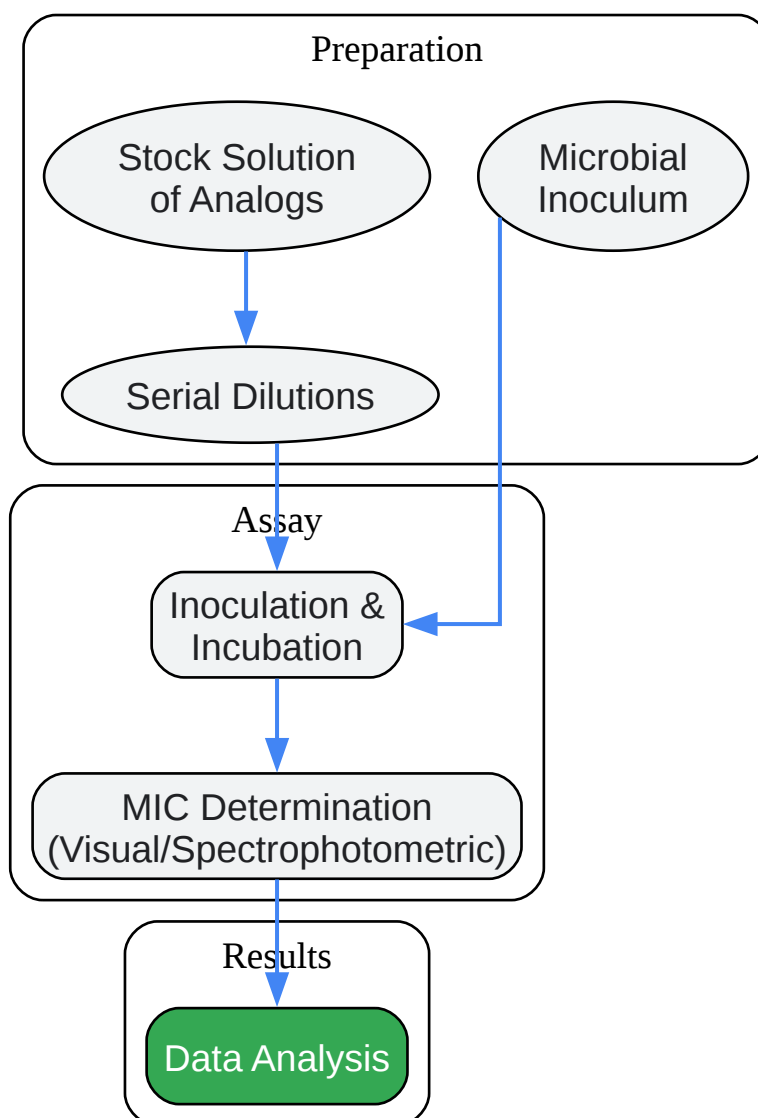 Preparation
Stock Solution
of Analogs
Microbial
Inoculum
Serial Dilutions
Assay
Inoculation &
Incubation
MIC Determination
(Visual/Spectrophotometric)
Results
Data Analysis